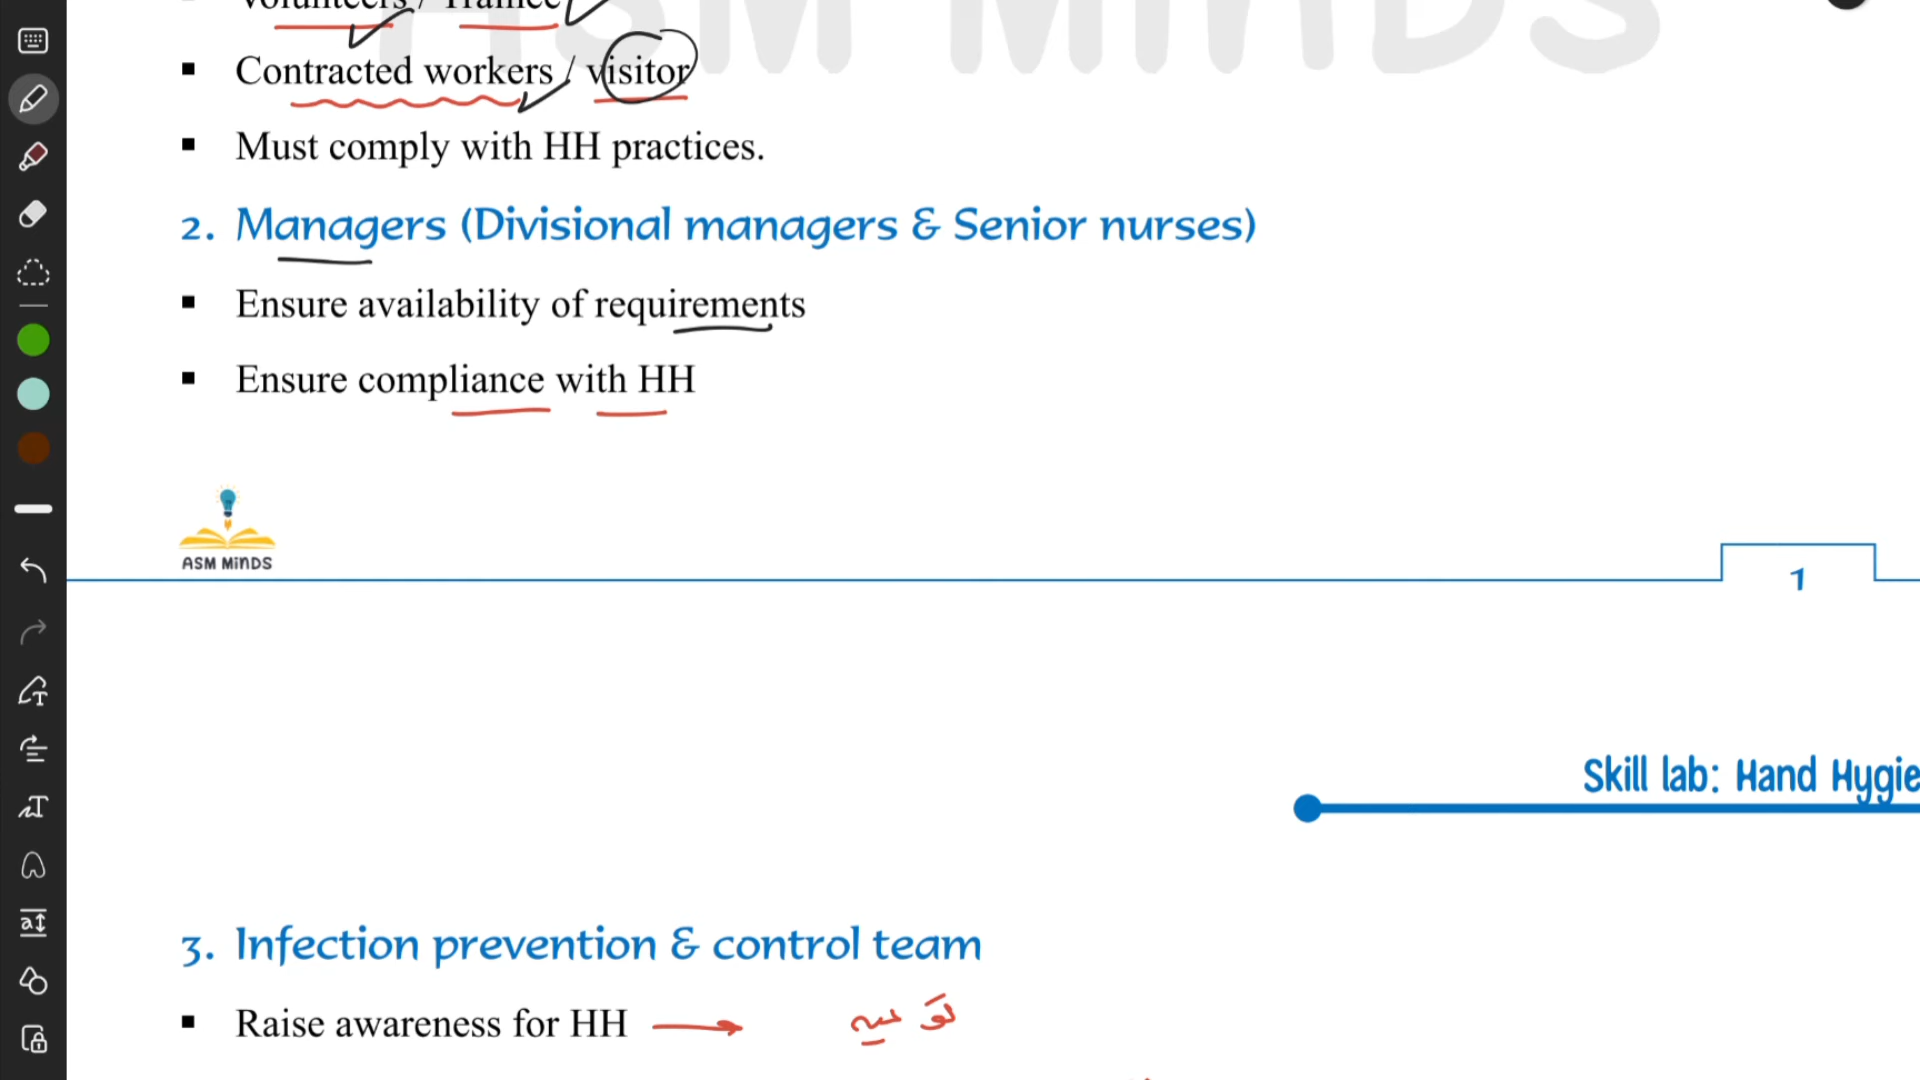 Volunteers / Trainee
▪ Contracted workers / visitor
▪ Must comply with HH practices.
2. Managers (Divisional managers & Senior nurses)
▪ Ensure availability of requirements
▪ Ensure compliance with HH
ASM MiNDS
1
Skill lab: Hand Hygie
3. Infection prevention & control team
▪ Raise awareness for HH